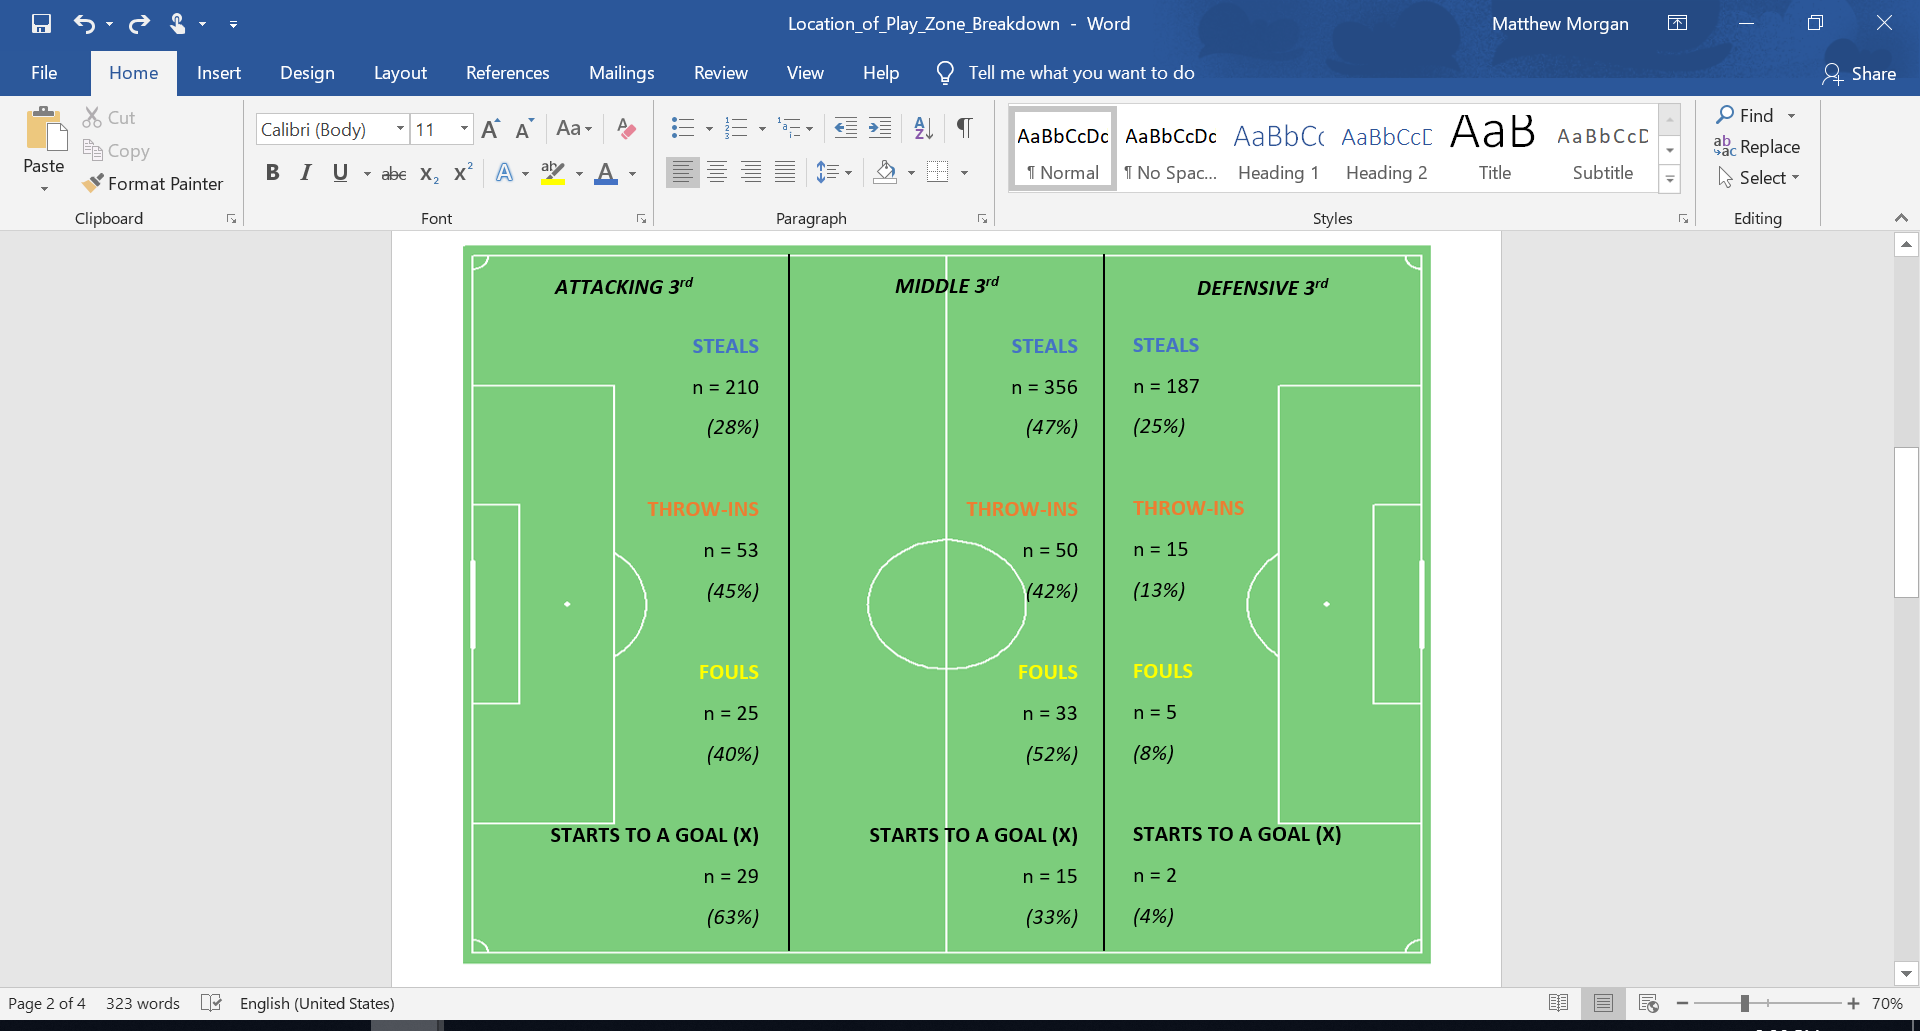 Location_of_Play_Zone_Breakdown - Word
Matthew Morgan
File Home Insert Design Layout References Mailings Review View Help Tell me what you want to do
Share
Paste
Cut
Copy
Format Painter
Clipboard
Calibri (Body) 11
Aa
B I U abc X2 X2 A ab A
Font
Paragraph
AaBbCcDc AaBbCcDc AaBbCc AaBbCcD AaB AaBbCcD
¶ Normal ¶ No Spac... Heading 1 Heading 2 Title Subtitle
Styles
Find
Replace
Select
Editing
ATTACKING 3rd
STEALS
n = 210
(28%)
THROW-INS
n = 53
(45%)
FOULS
n = 25
(40%)
STARTS TO A GOAL (X)
n = 29
(63%)
MIDDLE 3rd
STEALS
n = 356
(47%)
THROW-INS
n = 50
(42%)
FOULS
n = 33
(52%)
STARTS TO A GOAL (X)
n = 15
(33%)
DEFENSIVE 3rd
STEALS
n = 187
(25%)
THROW-INS
n = 15
(13%)
FOULS
n = 5
(8%)
STARTS TO A GOAL (X)
n = 2
(4%)
Page 2 of 4 323 words English (United States)
70%